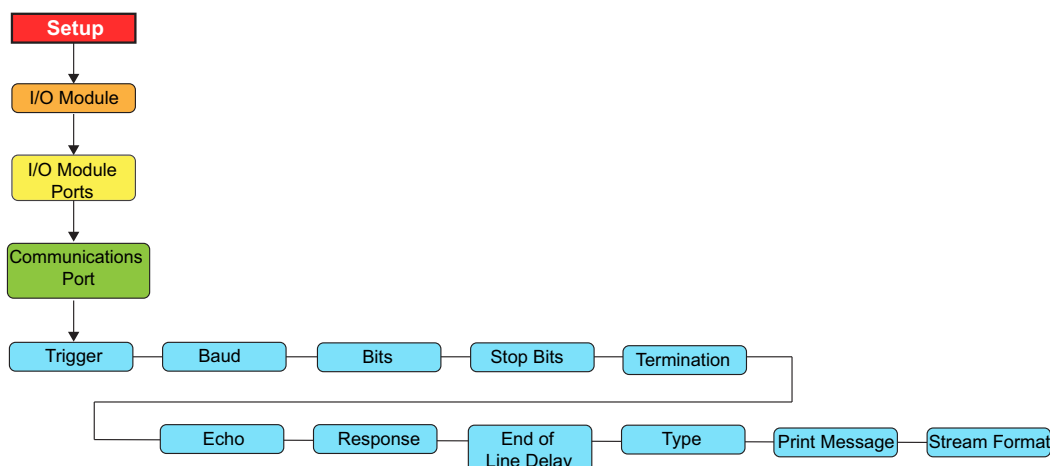 Setup
I/O Module
I/O Module
Ports
Communications
Port
Trigger
Baud
Bits
Stop Bits
Termination
Echo
Response
End of
Line Delay
Type
Print Message
Stream Format